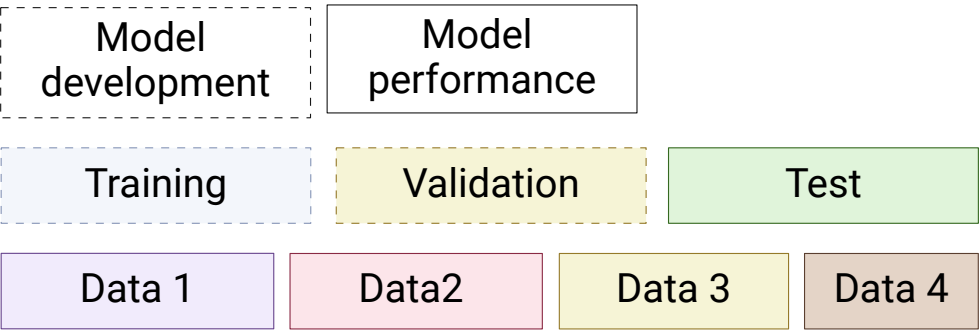 Model
development
Model
performance
Training
Validation
Test
Data 1
Data2
Data 3
Data 4